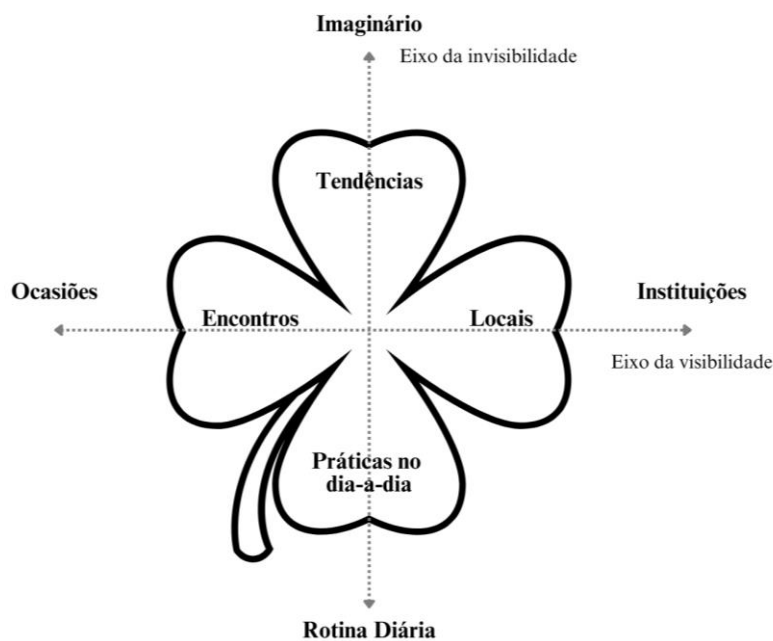 Imaginário
Eixo da invisibilidade
Tendências
Ocasiões
Instituições
Encontros
Locais
Eixo da visibilidade
Práticas no
dia-a-dia
Rotina Diária